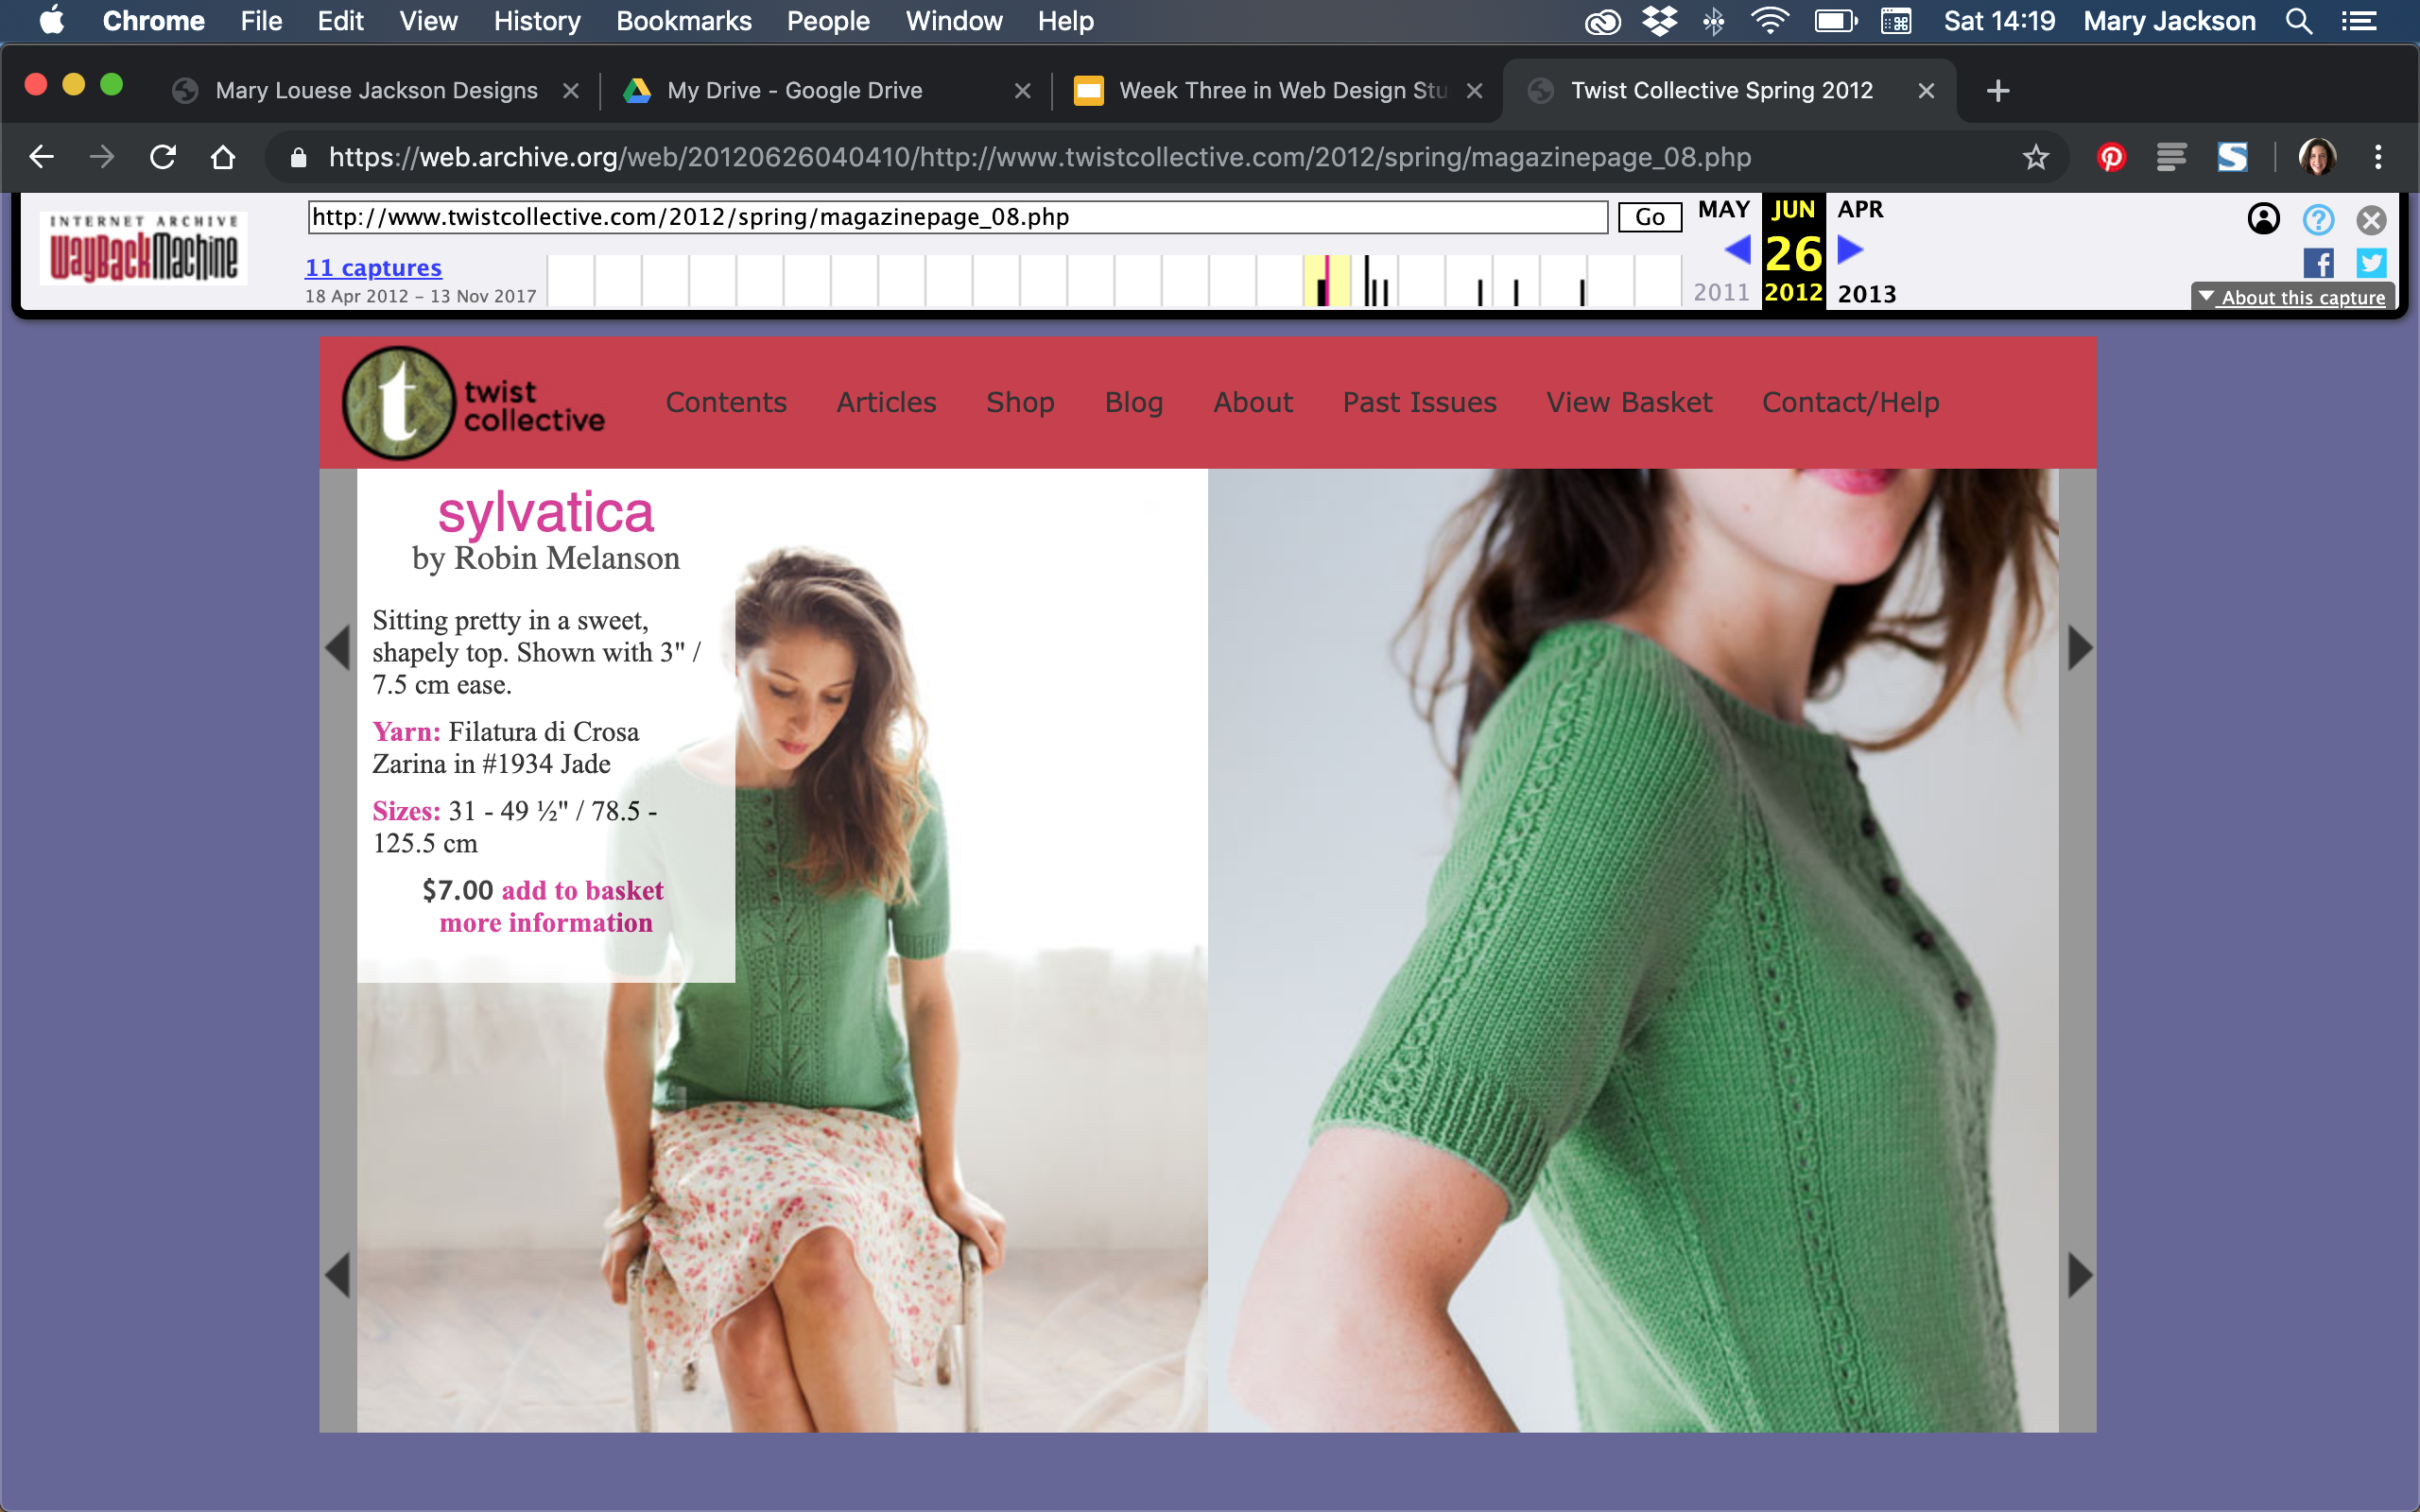 Chrome File Edit View History Bookmarks People Window Help Sat 14:19 Mary Jackson
Mary Louese Jackson Designs My Drive - Google Drive Week Three in Web Design Stu Twist Collective Spring 2012
https://web.archive.org/web/20120626040410/http://www.twistcollective.com/2012/spring/magazinepage_08.php
INTERNET ARCHIVE
WayBackMachine
http://www.twistcollective.com/2012/spring/magazinepage_08.php Go
11 captures
18 Apr 2012 – 13 Nov 2017
MAY JUN APR
26
2011 2012 2013
About this capture
t
twist
collective
Contents Articles Shop Blog About Past Issues View Basket Contact/Help
sylvatica
by Robin Melanson
Sitting pretty in a sweet,
shapely top. Shown with 3" /
7.5 cm ease.
Yarn: Filatura di Crosa
Zarina in #1934 Jade
Sizes: 31 - 49 ½" / 78.5 -
125.5 cm
$7.00 add to basket
more information